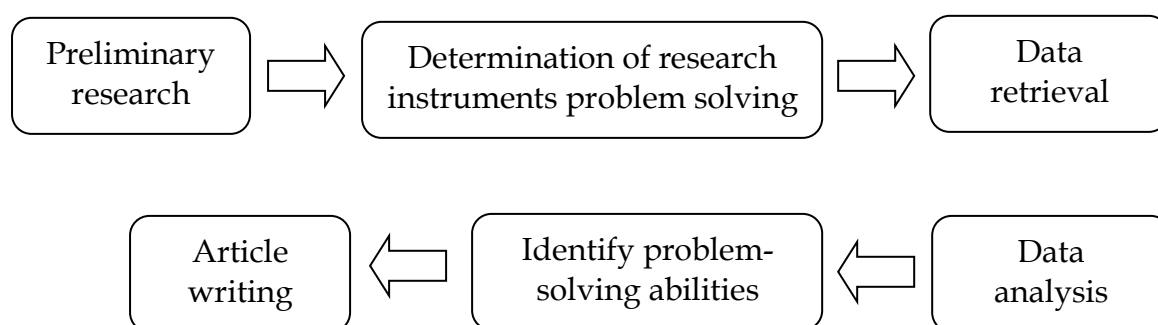 Preliminary
research
Determination of research
instruments problem solving
Data
retrieval
Article
writing
Identify problem-
solving abilities
Data
analysis